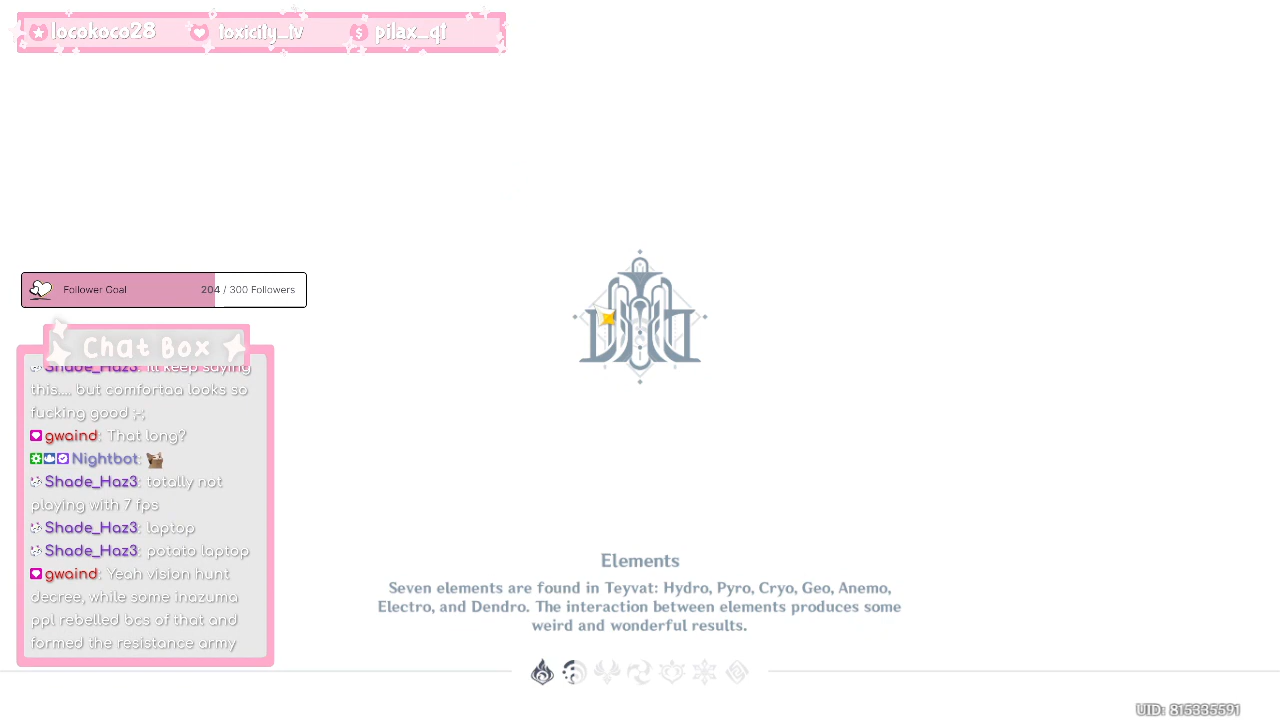 locokoco28 toxicity_tv pilax_qt
Follower Goal 204 / 300 Followers
Chat Box
Shade_Haz3: ill keep saying
this.... but comfortaa looks so
fucking good ;-;
gwaind: That long?
Nightbot:
Shade_Haz3: totally not
playing with 7 fps
Shade_Haz3: laptop
Shade_Haz3: potato laptop
gwaind: Yeah vision hunt
decree, while some inazuma
ppl rebelled bcs of that and
formed the resistance army
Elements
Seven elements are found in Teyvat: Hydro, Pyro, Cryo, Geo, Anemo,
Electro, and Dendro. The interaction between elements produces some
weird and wonderful results.
UID: 815335591